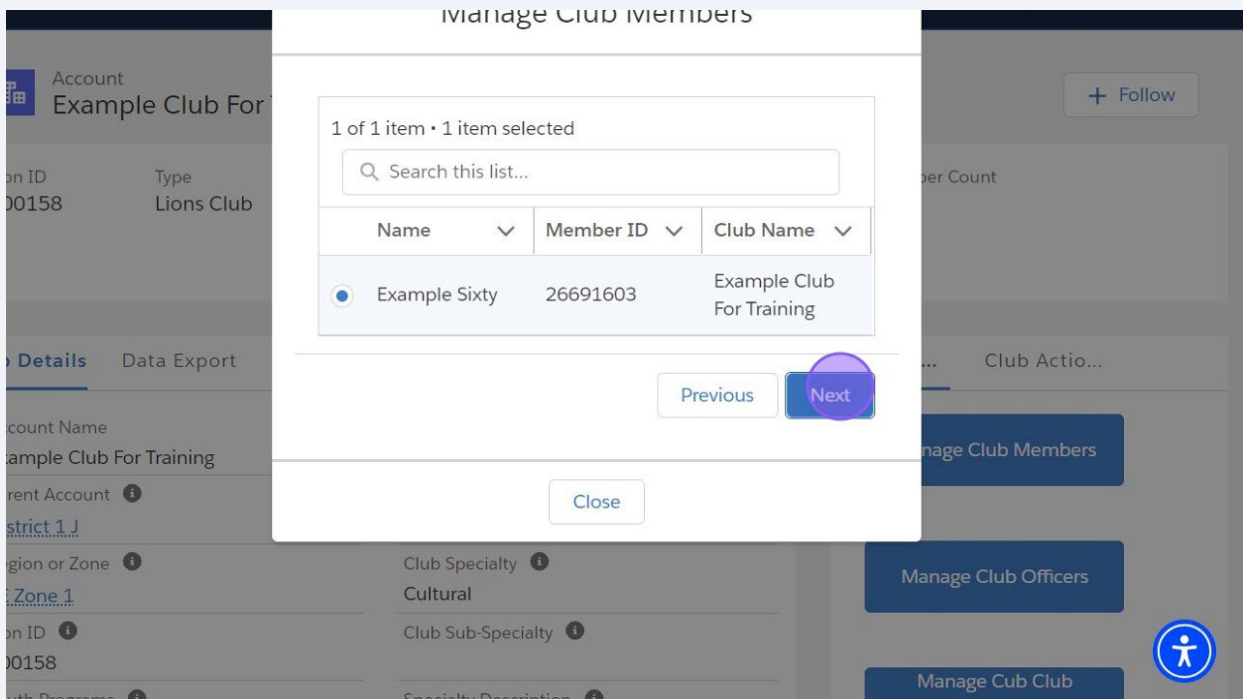 Manage Club Members
Account
Example Club For
+ Follow
on ID
Type
00158
Lions Club
1 of 1 item • 1 item selected
Search this list...
Count
Name
Member ID
Club Name
Example Sixty
26691603
Example Club
For Training
Details
Data Export
...
Club Actio...
Previous
Next
count Name
ample Club For Training
nage Club Members
rent Account
strict 1 J
Close
gion or Zone
Club Specialty
Zone 1
Cultural
Manage Club Officers
on ID
Club Sub-Specialty
00158
Manage Cub Club
Programs
Specialty Description